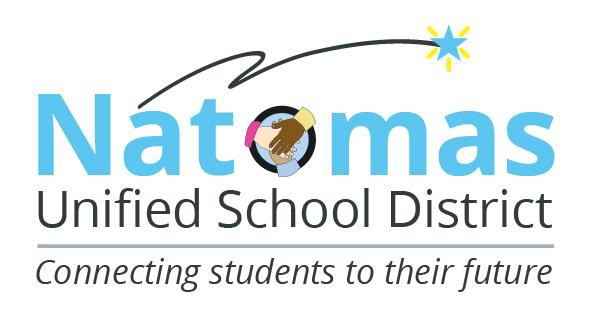 Natomas
Unified School District
Connecting students to their future